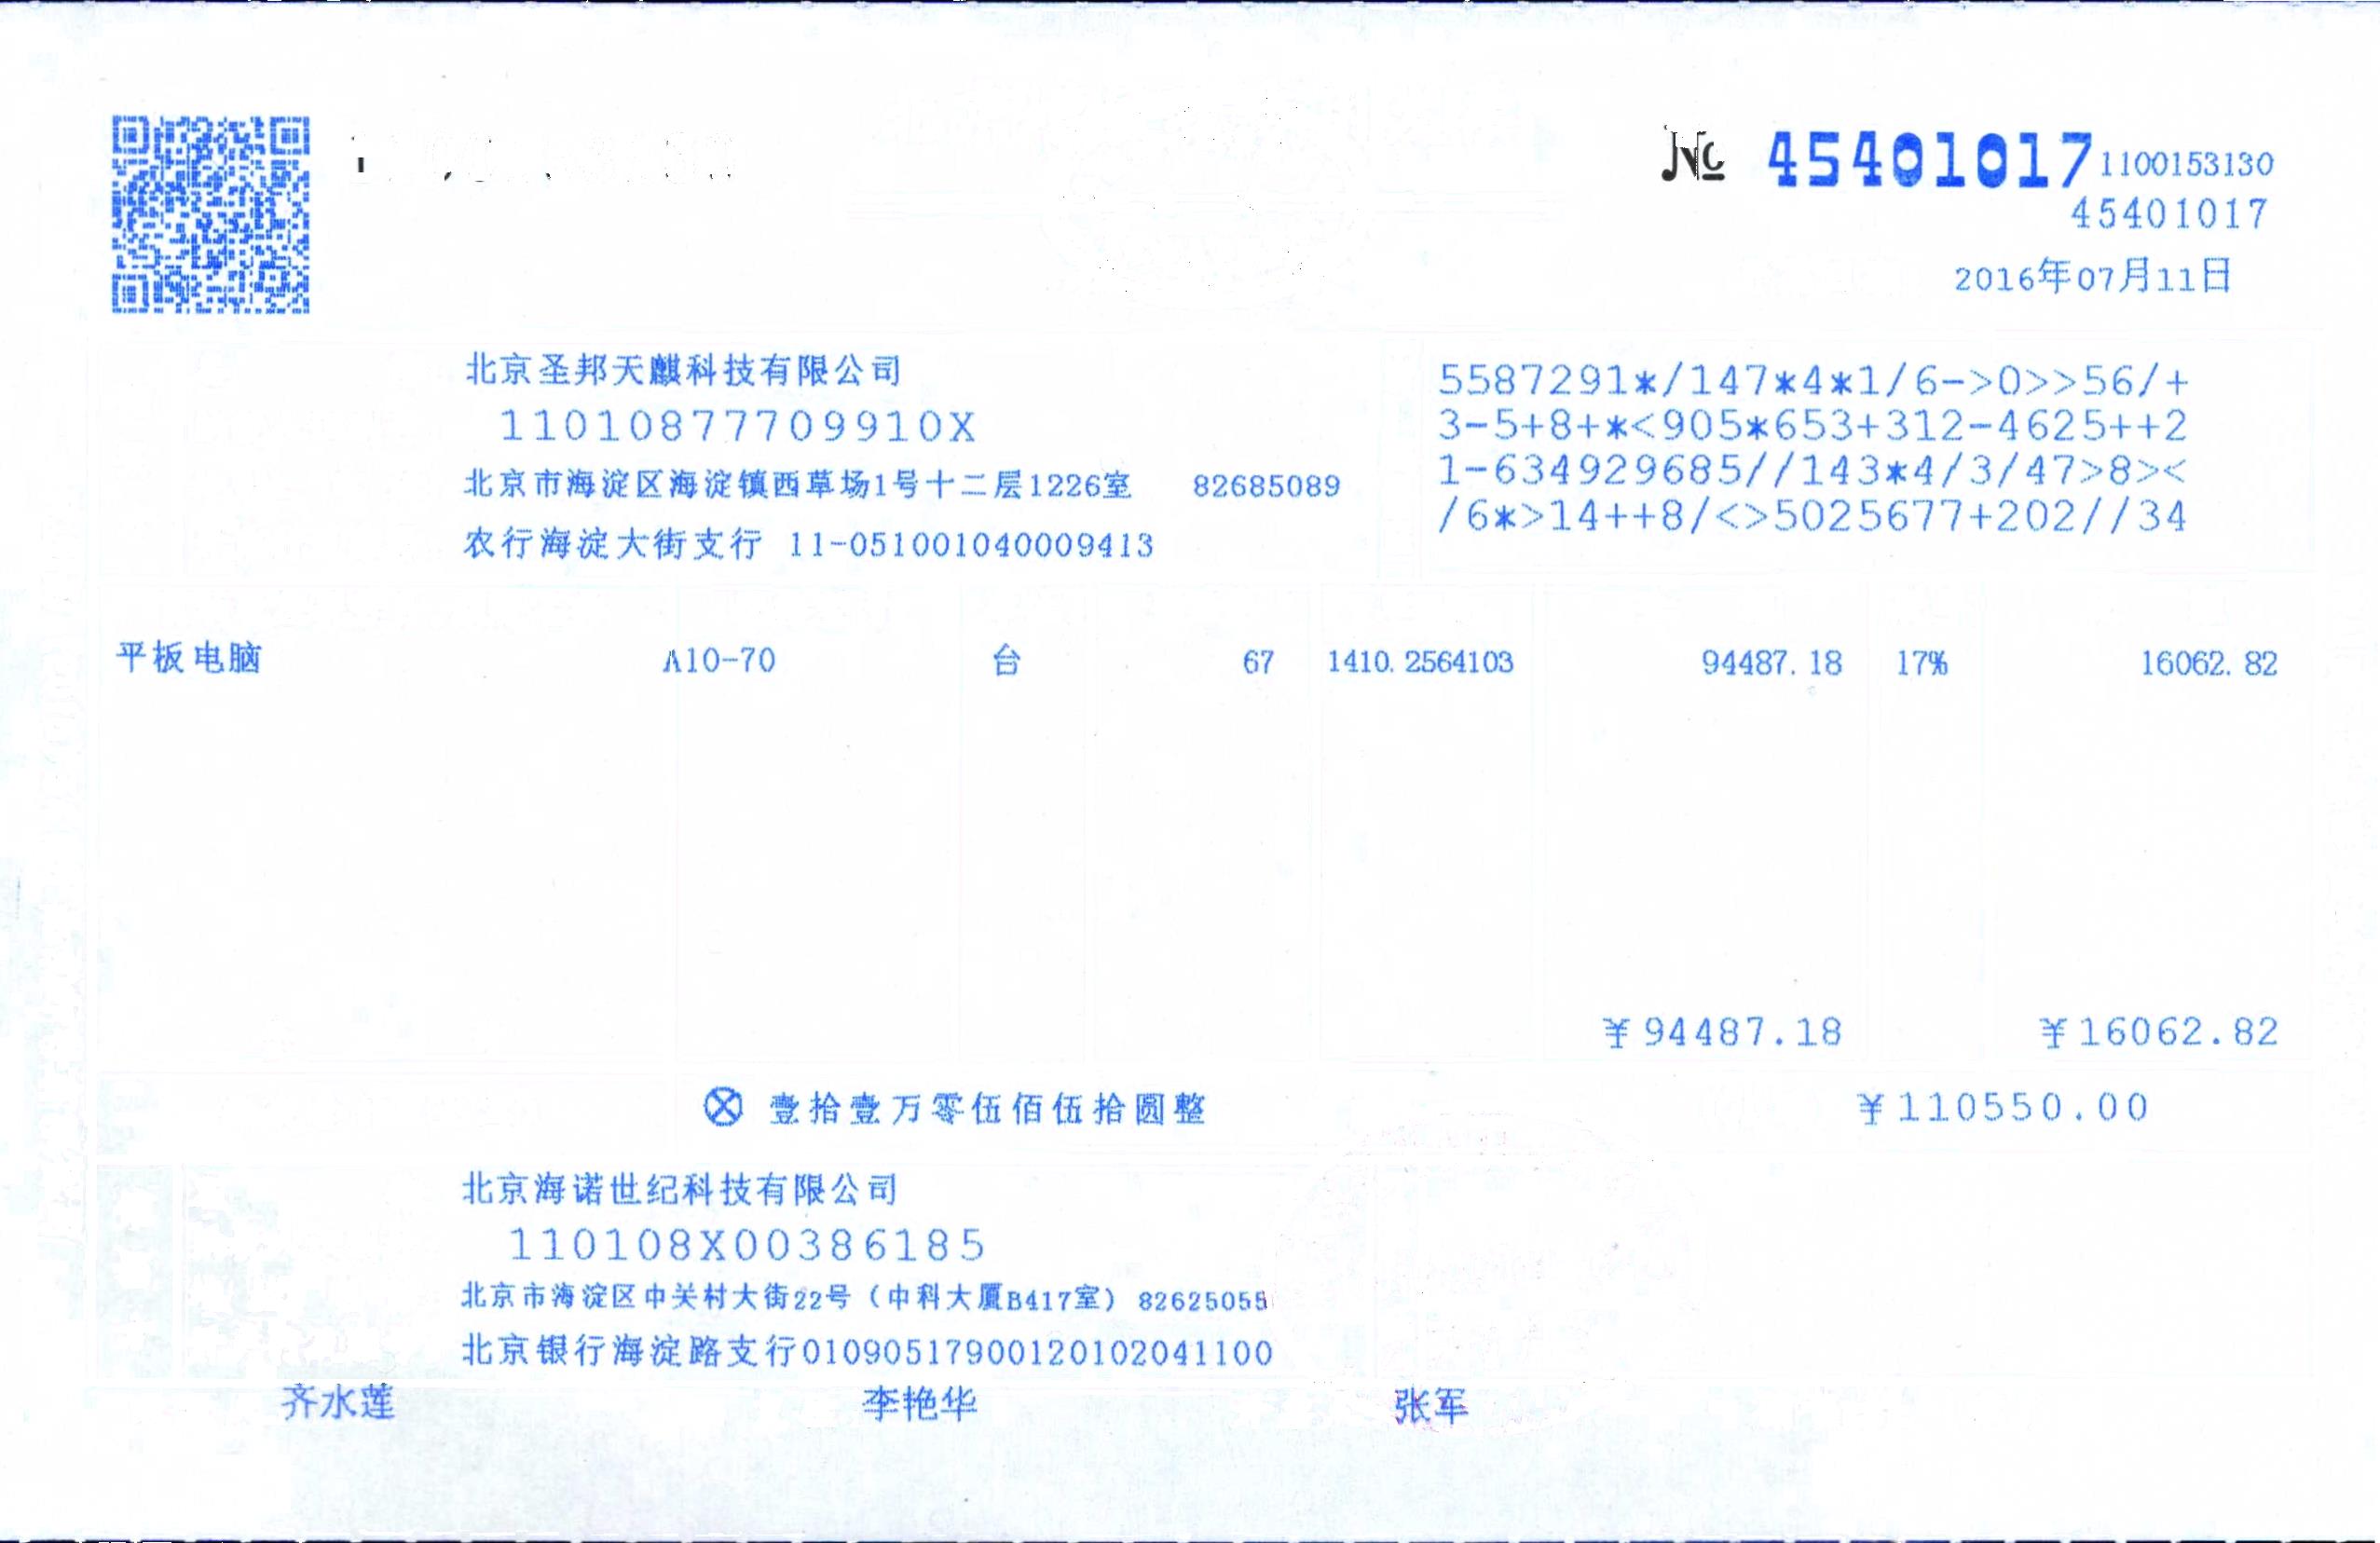 № 45401017 1100153130
45401017
2016年07月11日
北京圣邦天麒科技有限公司
11010877709910X
北京市海淀区海淀镇西草场1号十二层1226室 82685089
农行海淀大街支行 11-051001040009413
5587291*/147*4*1/6->0>>56/+
3-5+8+*<905*653+312-4625++2
1-634929685//143*4/3/47>8><
/6*>14++8/<>5025677+202//34
平板电脑 A10-70 台 67 1410.2564103 94487.18 17% 16062.82
¥94487.18 ¥16062.82
ⓧ 壹拾壹万零伍佰伍拾圆整 ¥110550.00
北京海诺世纪科技有限公司
110108X00386185
北京市海淀区中关村大街22号（中科大厦B417室）82625055
北京银行海淀路支行01090517900120102041100
齐水莲 李艳华 张军